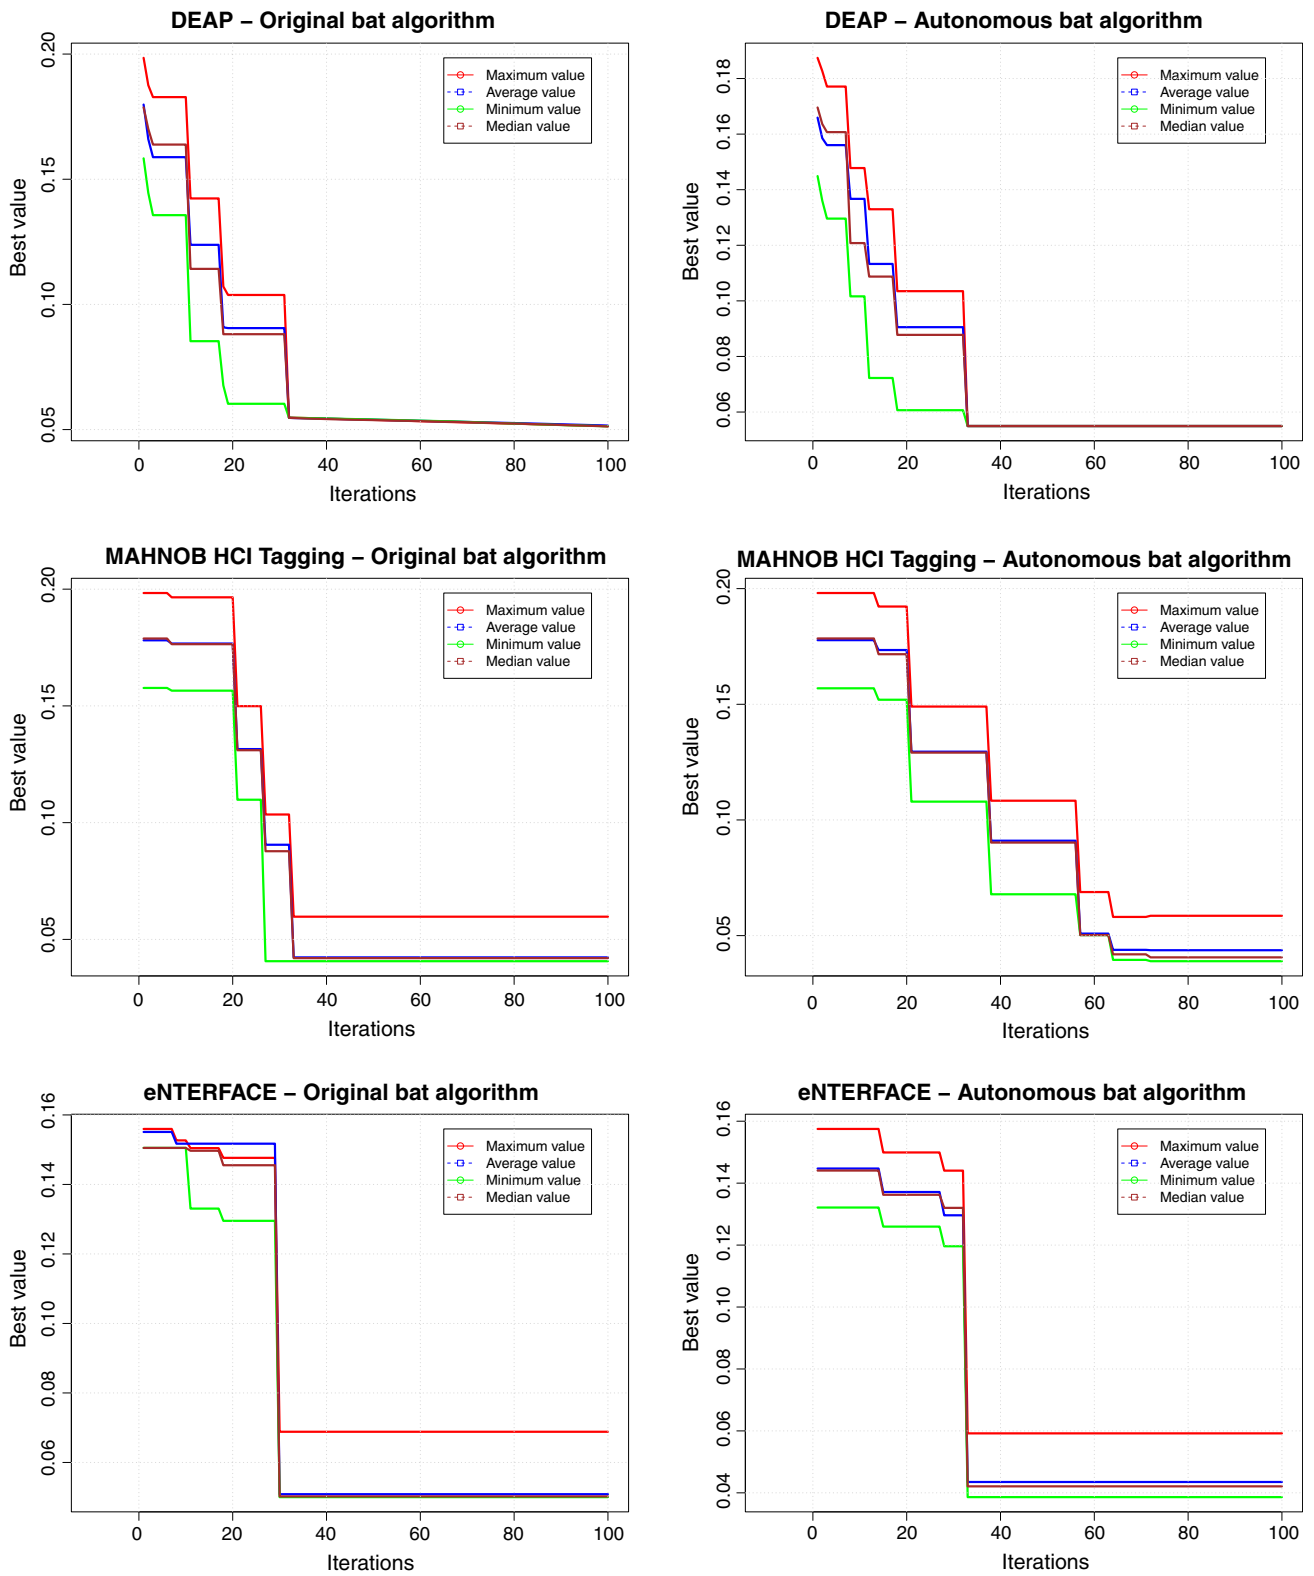 DEAP – Original bat algorithm
Best value
0.20
0.15
0.10
0.05
Maximum value
Average value
Minimum value
Median value
0 20 40 60 80 100
Iterations
DEAP – Autonomous bat algorithm
Best value
0.18
0.16
0.14
0.12
0.10
0.08
0.06
Maximum value
Average value
Minimum value
Median value
0 20 40 60 80 100
Iterations
MAHNOB HCI Tagging – Original bat algorithm
Best value
0.20
0.15
0.10
0.05
Maximum value
Average value
Minimum value
Median value
0 20 40 60 80 100
Iterations
MAHNOB HCI Tagging – Autonomous bat algorithm
Best value
0.20
0.15
0.10
0.05
Maximum value
Average value
Minimum value
Median value
0 20 40 60 80 100
Iterations
eNTERFACE – Original bat algorithm
Best value
0.16
0.14
0.12
0.10
0.08
0.06
Maximum value
Average value
Minimum value
Median value
0 20 40 60 80 100
Iterations
eNTERFACE – Autonomous bat algorithm
Best value
0.16
0.14
0.12
0.10
0.08
0.06
0.04
Maximum value
Average value
Minimum value
Median value
0 20 40 60 80 100
Iterations